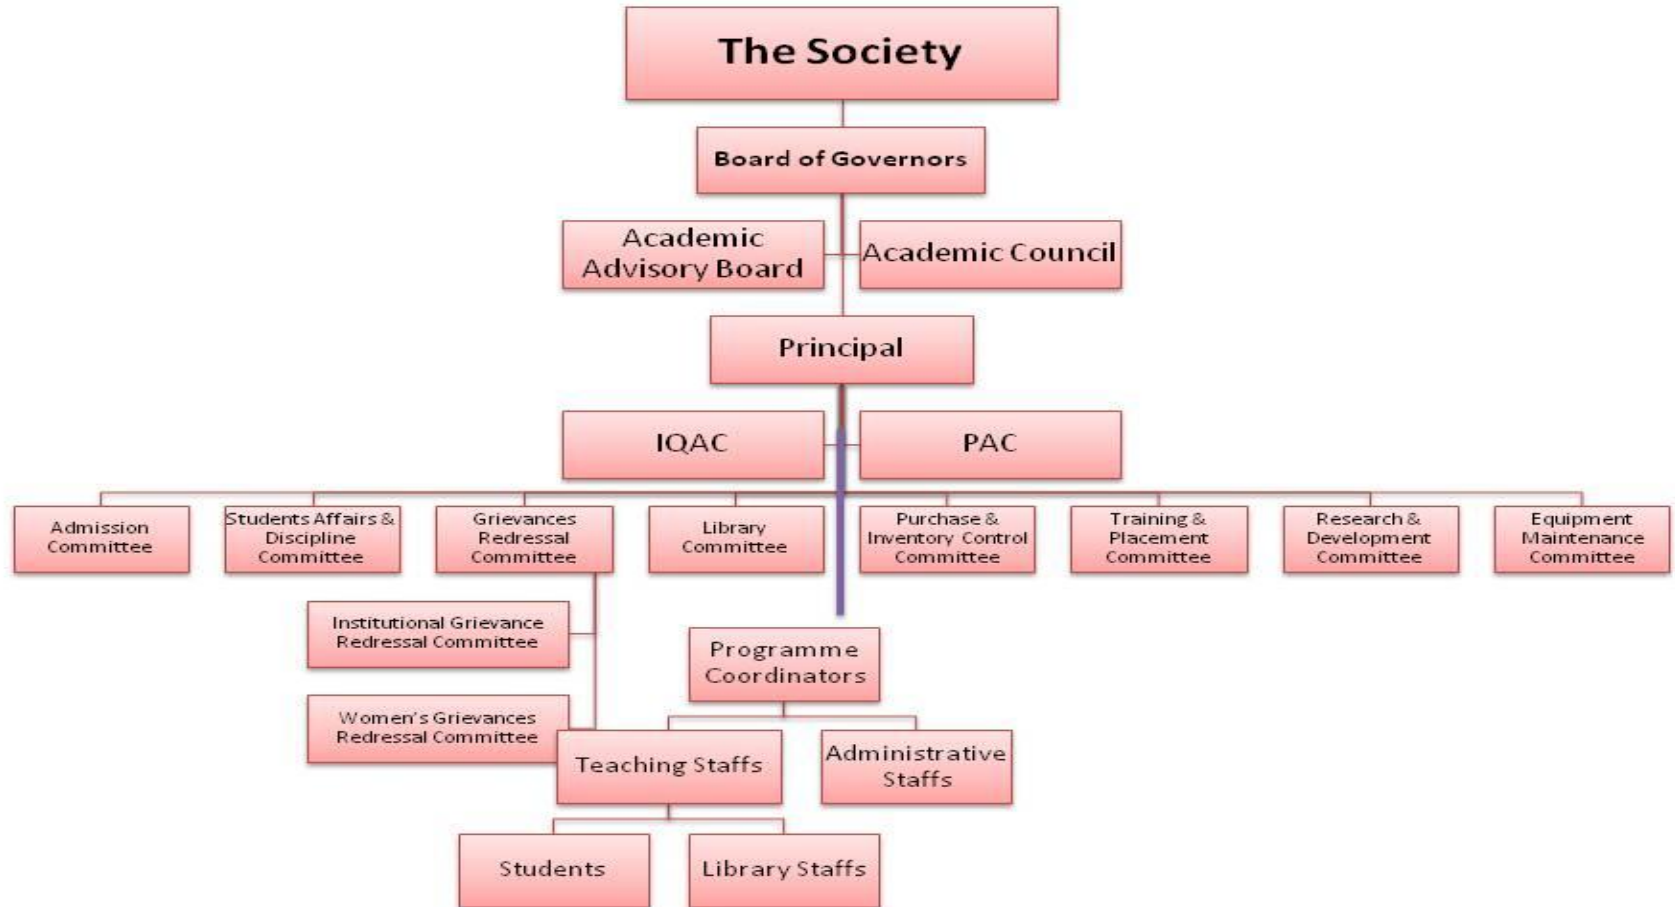 The Society
Board of Governors
Academic
Advisory Board
Academic Council
Principal
IQAC
PAC
Admission
Committee
Students Affairs &
Discipline
Committee
Grievances
Redressal
Committee
Library
Committee
Purchase &
Inventory Control
Committee
Training &
Placement
Committee
Research &
Development
Committee
Equipment
Maintenance
Committee
Institutional Grievance
Redressal Committee
Women's Grievances
Redressal Committee
Programme
Coordinators
Teaching Staffs
Administrative
Staffs
Students
Library Staffs